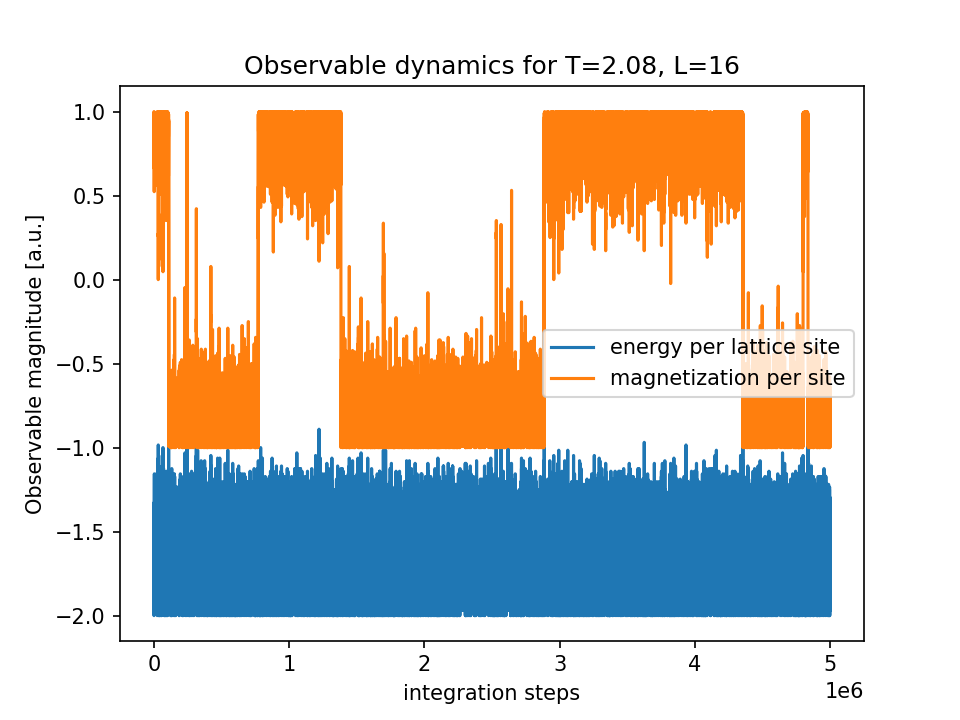 Observable dynamics for T=2.08, L=16
Observable magnitude [a.u.]
1.0
0.5
0.0
−0.5
−1.0
−1.5
−2.0
energy per lattice site
magnetization per site
0 1 2 3 4 5
1e6
integration steps